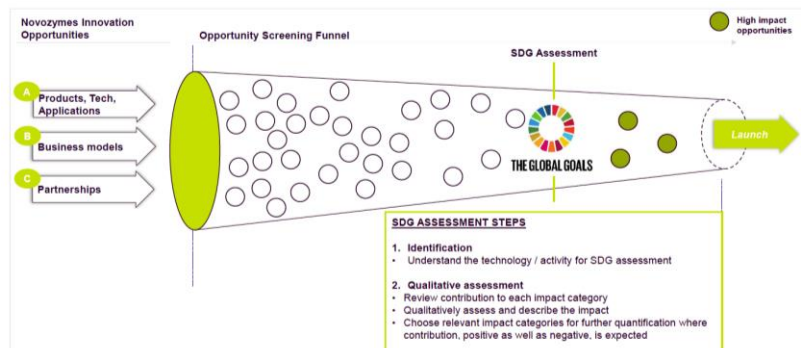 Novozymes Innovation
Opportunities
Opportunity Screening Funnel
High impact
opportunities
SDG Assessment
A
Products, Tech,
Applications
B
Business models
C
Partnerships
THE GLOBAL GOALS
Launch
SDG ASSESSMENT STEPS
1. Identification
• Understand the technology / activity for SDG assessment
2. Qualitative assessment
• Review contribution to each impact category
• Qualitatively assess and describe the impact
• Choose relevant impact categories for further quantification where
contribution, positive as well as negative, is expected